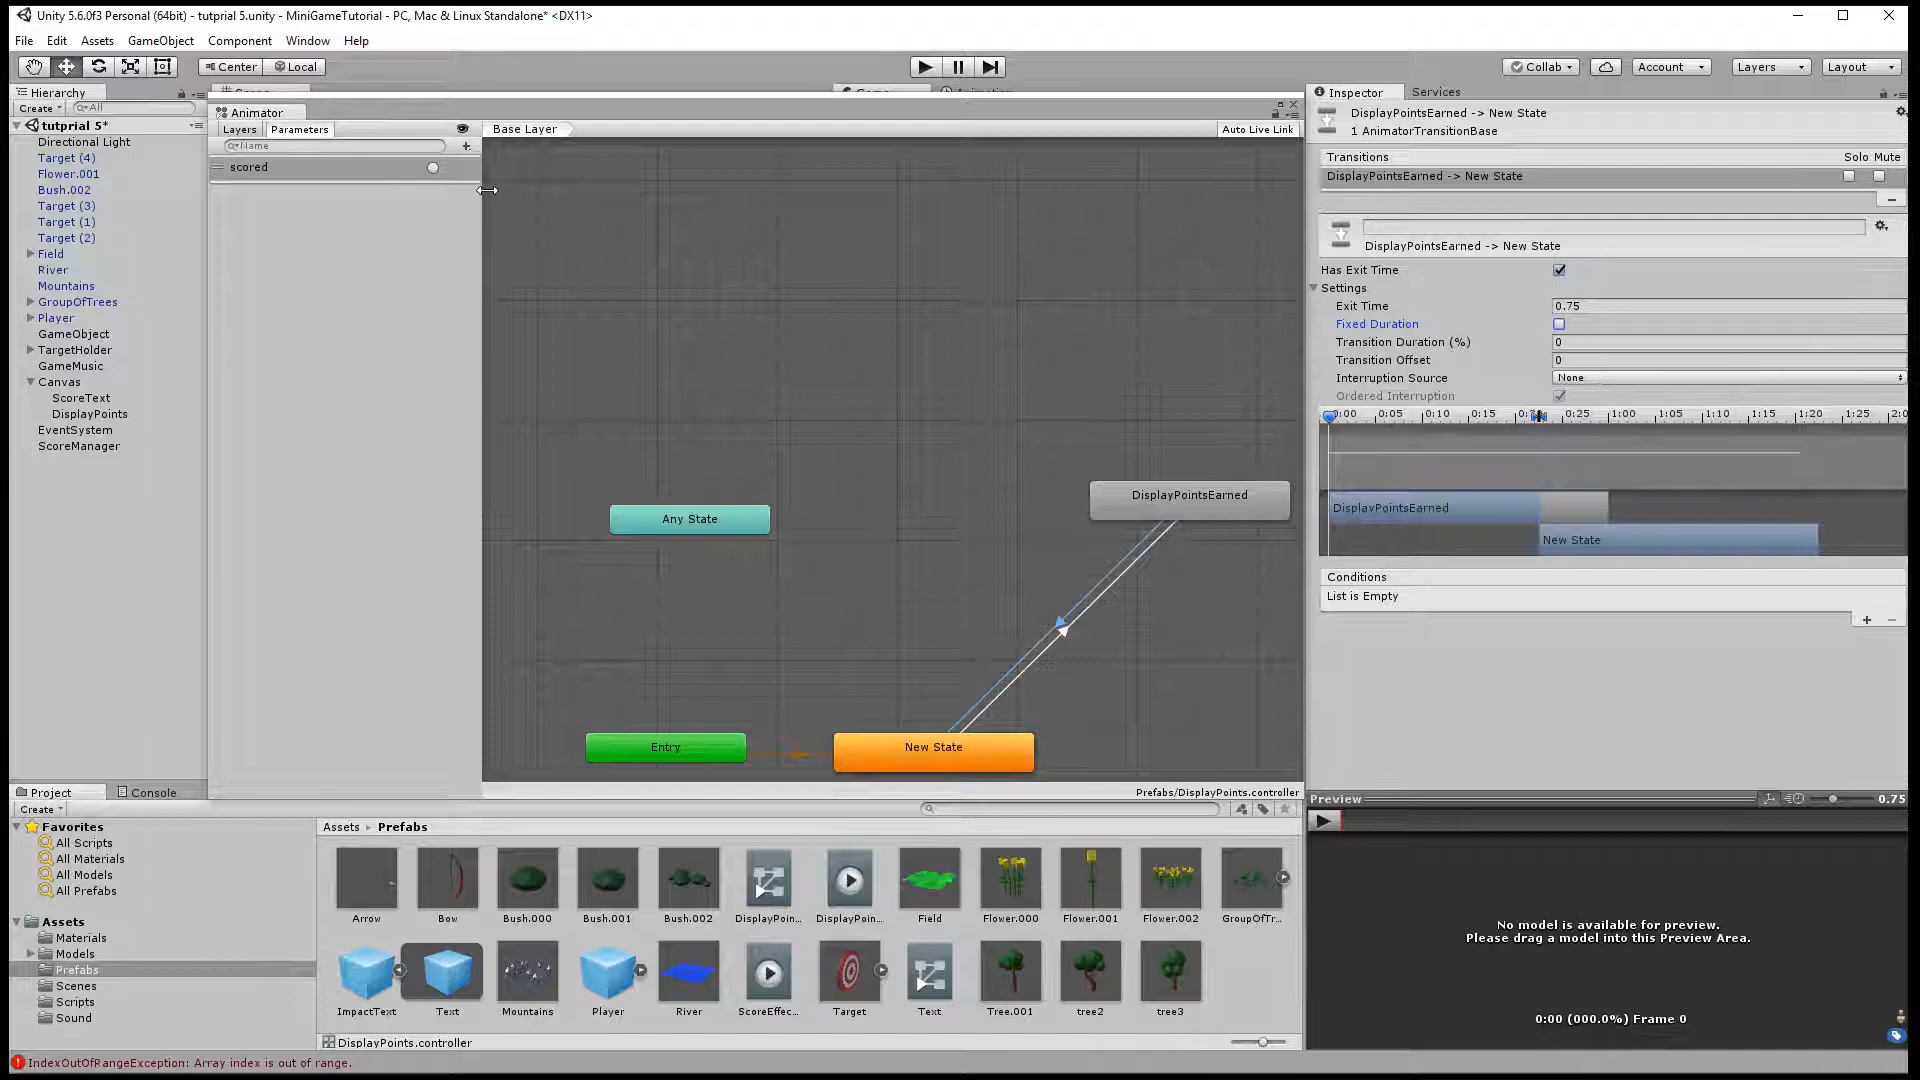 Unity 5.6.0f3 Personal (64bit) - tutprial 5.unity - MiniGameTutorial - PC, Mac & Linux Standalone* <DX11>
File Edit Assets GameObject Component Window Help
Center Local Collab Account Layers Layout
Hierarchy
Create All
tutprial 5*
Directional Light
Target (4)
Flower.001
Bush.002
Target (3)
Target (1)
Target (2)
Field
River
Mountains
GroupOfTrees
Player
GameObject
TargetHolder
GameMusic
Canvas
ScoreText
DisplayPoints
EventSystem
ScoreManager
Animator
Layers Parameters
Name
scored
Base Layer
Auto Live Link
Any State
DisplayPointsEarned
Entry
New State
Prefabs/DisplayPoints.controller
Inspector Services
DisplayPointsEarned -> New State
1 AnimatorTransitionBase
Transitions Solo Mute
DisplayPointsEarned -> New State
DisplayPointsEarned -> New State
Has Exit Time
Settings
Exit Time 0.75
Fixed Duration
Transition Duration (%) 0
Transition Offset 0
Interruption Source None
Ordered Interruption
0:00 0:05 0:10 0:15 0:25 1:00 1:05 1:10 1:15 1:20 1:25
DisplayPointsEarned
New State
Conditions
List is Empty
Preview 0.75
No model is available for preview.
Please drag a model into this Preview Area.
0:00 (000.0%) Frame 0
Project Console
Create
Favorites
All Scripts
All Materials
All Models
All Prefabs
Assets
Materials
Models
Prefabs
Scenes
Scripts
Sound
Assets Prefabs
Arrow Bow Bush.000 Bush.001 Bush.002 DisplayPoin... DisplayPoin... Field Flower.000 Flower.001 Flower.002 GroupOfTr...
ImpactText Text Mountains Player River ScoreEffec... Target Text Tree.001 tree2 tree3
DisplayPoints.controller
IndexOutOfRangeException: Array index is out of range.